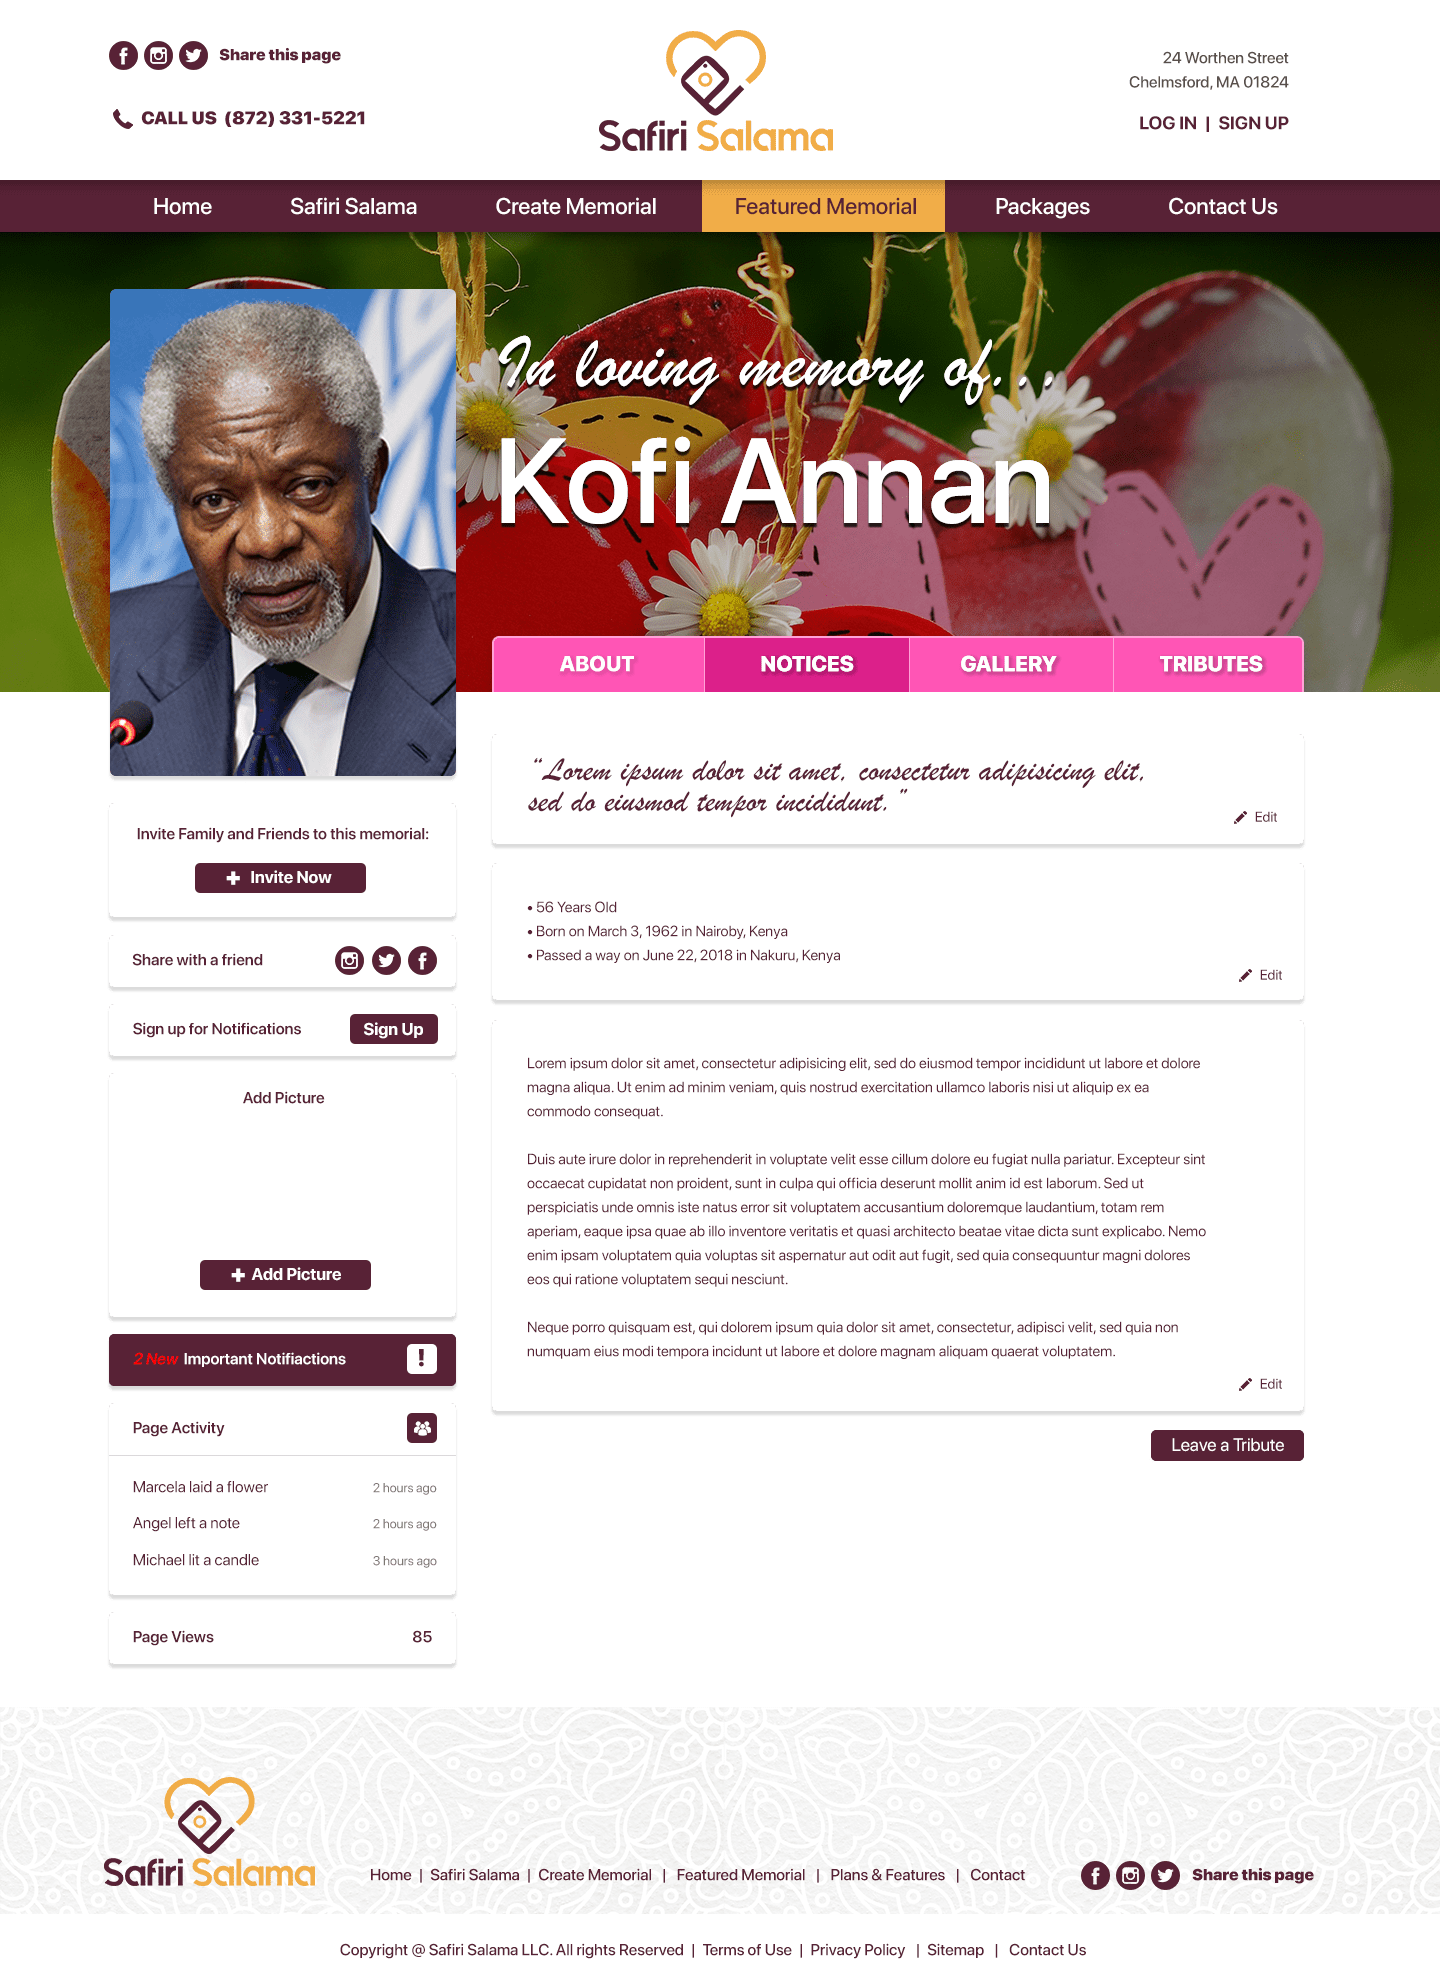 Share this page
CALL US (872) 331-5221
Safiri Salama
24 Worthen Street
Chelmsford, MA 01824
LOG IN | SIGN UP
Home Safiri Salama Create Memorial Featured Memorial Packages Contact Us
In loving memory of...
Kofi Annan
ABOUT NOTICES GALLERY TRIBUTES
Invite Family and Friends to this memorial:
Invite Now
Share with a friend
Sign up for Notifications Sign Up
Add Picture
Add Picture
2 New Important Notifiactions !
Page Activity
Marcela laid a flower 2 hours ago
Angel left a note 2 hours ago
Michael lit a candle 3 hours ago
Page Views 85
“Lorem ipsum dolor sit amet, consectetur adipisicing elit,
sed do eiusmod tempor incididunt.”
Edit
• 56 Years Old
• Born on March 3, 1962 in Nairoby, Kenya
• Passed a way on June 22, 2018 in Nakuru, Kenya
Edit
Lorem ipsum dolor sit amet, consectetur adipisicing elit, sed do eiusmod tempor incididunt ut labore et dolore
magna aliqua. Ut enim ad minim veniam, quis nostrud exercitation ullamco laboris nisi ut aliquip ex ea
commodo consequat.
Duis aute irure dolor in reprehenderit in voluptate velit esse cillum dolore eu fugiat nulla pariatur. Excepteur sint
occaecat cupidatat non proident, sunt in culpa qui officia deserunt mollit anim id est laborum. Sed ut
perspiciatis unde omnis iste natus error sit voluptatem accusantium doloremque laudantium, totam rem
aperiam, eaque ipsa quae ab illo inventore veritatis et quasi architecto beatae vitae dicta sunt explicabo. Nemo
enim ipsam voluptatem quia voluptas sit aspernatur aut odit aut fugit, sed quia consequuntur magni dolores
eos qui ratione voluptatem sequi nesciunt.
Neque porro quisquam est, qui dolorem ipsum quia dolor sit amet, consectetur, adipisci velit, sed quia non
numquam eius modi tempora incidunt ut labore et dolore magnam aliquam quaerat voluptatem.
Edit
Leave a Tribute
Safiri Salama
Home | Safiri Salama | Create Memorial | Featured Memorial | Plans & Features | Contact
Share this page
Copyright @ Safiri Salama LLC. All rights Reserved | Terms of Use | Privacy Policy | Sitemap | Contact Us